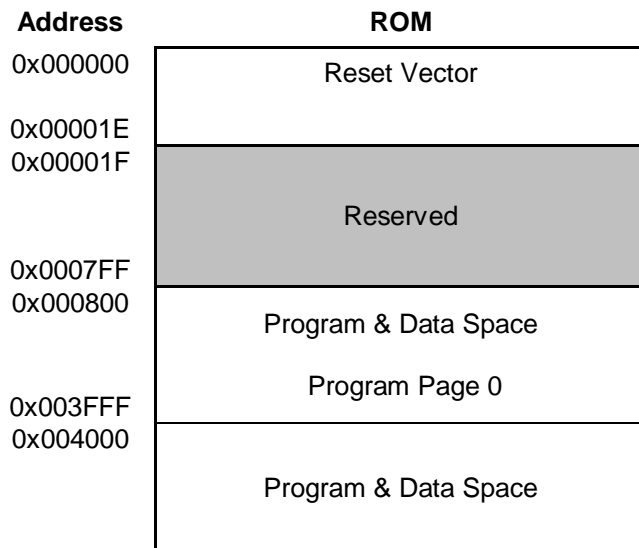 Address ROM
0x000000 Reset Vector
0x00001E
0x00001F
Reserved
0x0007FF
0x000800
Program & Data Space
Program Page 0
0x003FFF
0x004000
Program & Data Space